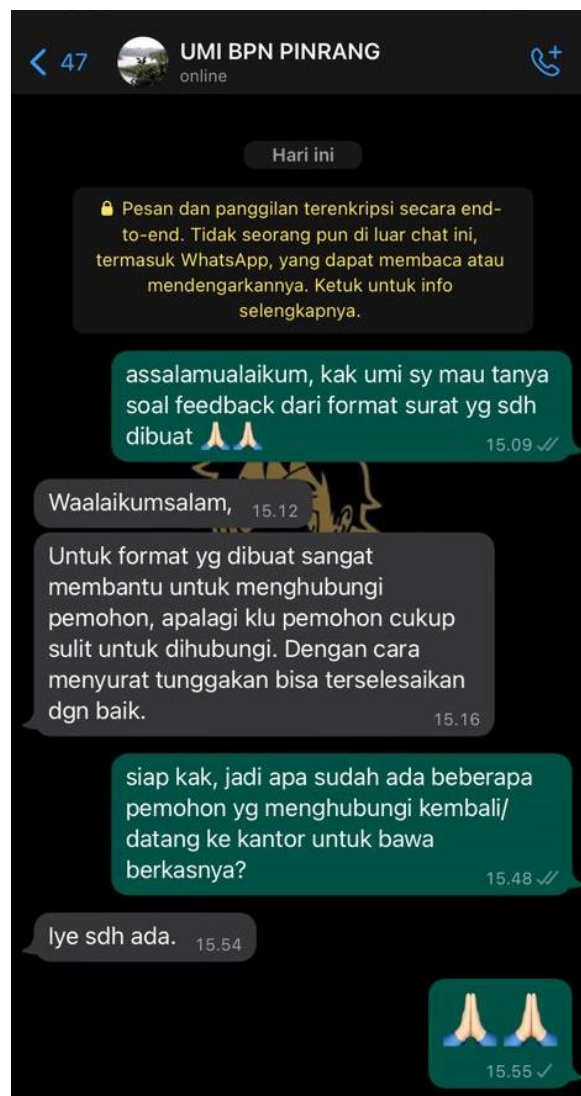 47
UMI BPN PINRANG
online
Hari ini
Pesan dan panggilan terenkripsi secara end-
to-end. Tidak seorang pun di luar chat ini,
termasuk WhatsApp, yang dapat membaca atau
mendengarkannya. Ketuk untuk info
selengkapnya.
assalamualaikum, kak umi sy mau tanya
soal feedback dari format surat yg sdh
dibuat 🙏🏻🙏🏻
15.09
Waalaikumsalam, 15.12
Untuk format yg dibuat sangat
membantu untuk menghubungi
pemohon, apalagi klu pemohon cukup
sulit untuk dihubungi. Dengan cara
menyurat tunggakan bisa terselesaikan
dgn baik.
15.16
siap kak, jadi apa sudah ada beberapa
pemohon yg menghubungi kembali/
datang ke kantor untuk bawa
berkasnya?
15.48
Iye sdh ada. 15.54
🙏🏻🙏🏻
15.55